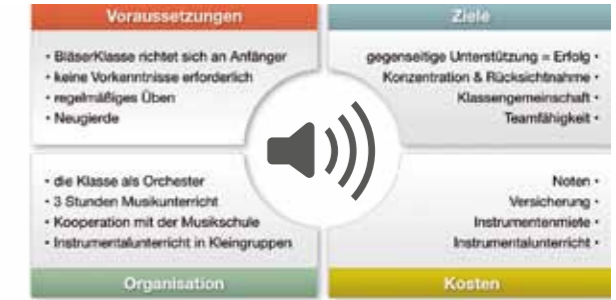 Voraussetzungen
• BläserKlasse richtet sich an Anfänger
• keine Vorkenntnisse erforderlich
• regelmäßiges Üben
• Neugierde
Ziele
gegenseitige Unterstützung = Erfolg •
Konzentration & Rücksichtnahme •
Klassengemeinschaft •
Teamfähigkeit •
• die Klasse als Orchester
• 3 Stunden Musikunterricht
• Kooperation mit der Musikschule
• Instrumentalunterricht in Kleingruppen
Organisation
Noten •
Versicherung •
Instrumentenmiete •
Instrumentalunterricht •
Kosten